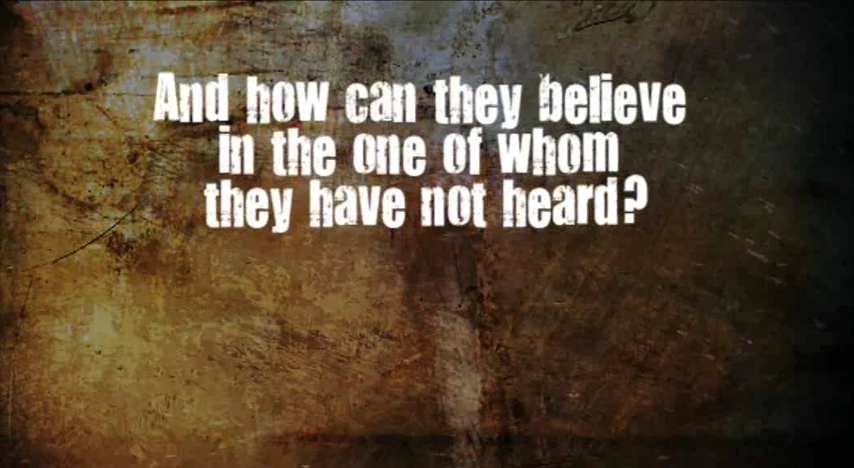 And how can they believe
in the one of whom
they have not heard?